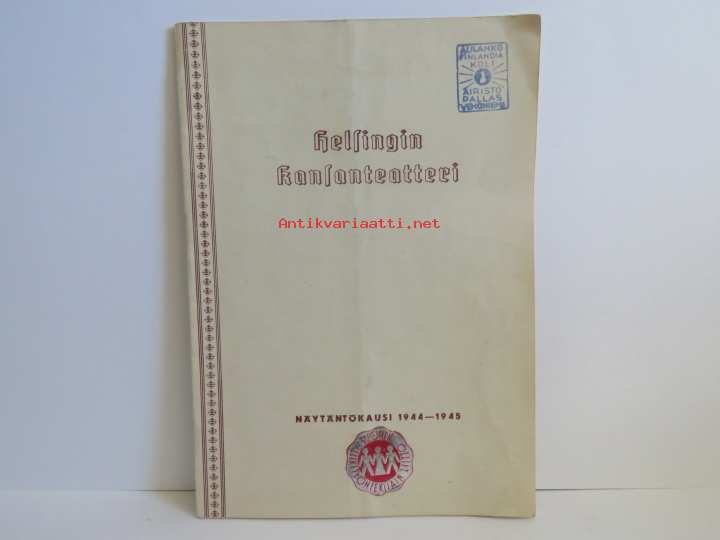 AULANKO
FINLANDIA
KOLI
AIRISTO
PALLAS
Helsingin
Kansanteatteri
Antikvariaatti.net
NÄYTÄNTÖKAUSI 1944—1945